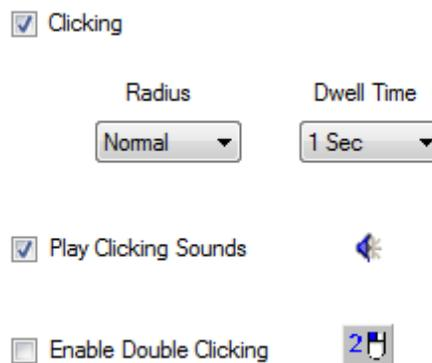 Clicking
Radius Dwell Time
Normal 1 Sec
Play Clicking Sounds
Enable Double Clicking 2